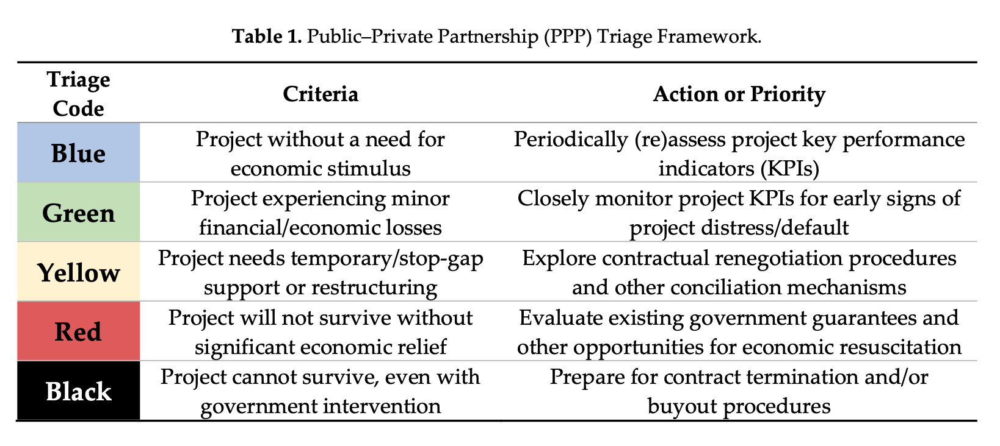 Table 1. Public–Private Partnership (PPP) Triage Framework.
Triage
Code
Criteria
Action or Priority
Blue
Project without a need for
economic stimulus
Periodically (re)assess project key performance
indicators (KPIs)
Green
Project experiencing minor
financial/economic losses
Closely monitor project KPIs for early signs of
project distress/default
Yellow
Project needs temporary/stop-gap
support or restructuring
Explore contractual renegotiation procedures
and other conciliation mechanisms
Red
Project will not survive without
significant economic relief
Evaluate existing government guarantees and
other opportunities for economic resuscitation
Black
Project cannot survive, even with
government intervention
Prepare for contract termination and/or
buyout procedures